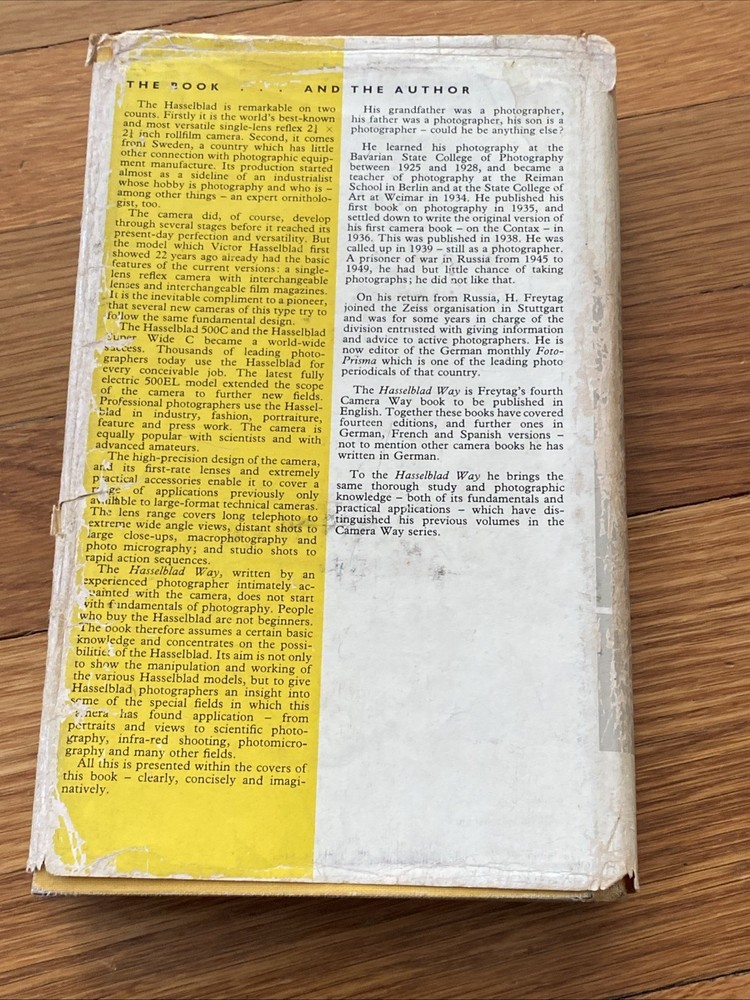 THE BOOK . . . AND THE AUTHOR
The Hasselblad is remarkable on two
counts. Firstly it is the world's best-known
and most versatile single-lens reflex 2¼ ×
2¼ inch rollfilm camera. Second, it comes
from Sweden, a country which has little
other connection with photographic equip-
ment manufacture. Its production started
almost as a sideline of an industrialist
whose hobby is photography and who is –
among other things – an expert ornitholo-
gist, too.
The camera did, of course, develop
through several stages before it reached its
present-day perfection and versatility. But
the model which Victor Hasselblad first
showed 22 years ago already had the basic
features of the current versions: a single-
lens reflex camera with interchangeable
lenses and interchangeable film magazines.
It is the inevitable compliment to a pioneer,
that several new cameras of this type try to
follow the same fundamental design.
The Hasselblad 500C and the Hasselblad
Super Wide C became a world-wide
success. Thousands of leading photo-
graphers today use the Hasselblad for
every conceivable job. The latest fully
electric 500EL model extended the scope
of the camera to further new fields.
Professional photographers use the Hassel-
blad in industry, fashion, portraiture,
feature and press work. The camera is
equally popular with scientists and with
advanced amateurs.
The high-precision design of the camera,
and its first-rate lenses and extremely
practical accessories enable it to cover a
range of applications previously only
available to large-format technical cameras.
The lens range covers long telephoto to
extreme wide angle views, distant shots to
large close-ups, macrophotography and
photo micrography; and studio shots to
rapid action sequences.
The Hasselblad Way, written by an
experienced photographer intimately ac-
quainted with the camera, does not start
with fundamentals of photography. People
who buy the Hasselblad are not beginners.
The book therefore assumes a certain basic
knowledge and concentrates on the possi-
bilities of the Hasselblad. Its aim is not only
to show the manipulation and working of
the various Hasselblad models, but to give
Hasselblad photographers an insight into
some of the special fields in which this
camera has found application – from
portraits and views to scientific photo-
graphy, infra-red shooting, photomicro-
graphy and many other fields.
All this is presented within the covers of
this book – clearly, concisely and imagi-
natively.
His grandfather was a photographer,
his father was a photographer, his son is a
photographer – could he be anything else?
He learned his photography at the
Bavarian State College of Photography
between 1925 and 1928, and became a
teacher of photography at the Reiman
School in Berlin and at the State College of
Art at Weimar in 1934. He published his
first book on photography in 1935, and
settled down to write the original version of
his first camera book – on the Contax – in
1936. This was published in 1938. He was
called up in 1939 – still as a photographer.
A prisoner of war in Russia from 1945 to
1949, he had but little chance of taking
photographs; he did not like that.
On his return from Russia, H. Freytag
joined the Zeiss organisation in Stuttgart
and was for some years in charge of the
division entrusted with giving information
and advice to active photographers. He is
now editor of the German monthly Foto-
Prisma which is one of the leading photo
periodicals of that country.
The Hasselblad Way is Freytag's fourth
Camera Way book to be published in
English. Together these books have covered
fourteen editions, and further ones in
German, French and Spanish versions –
not to mention other camera books he has
written in German.
To the Hasselblad Way he brings the
same thorough study and photographic
knowledge – both of its fundamentals and
practical applications – which have dis-
tinguished his previous volumes in the
Camera Way series.